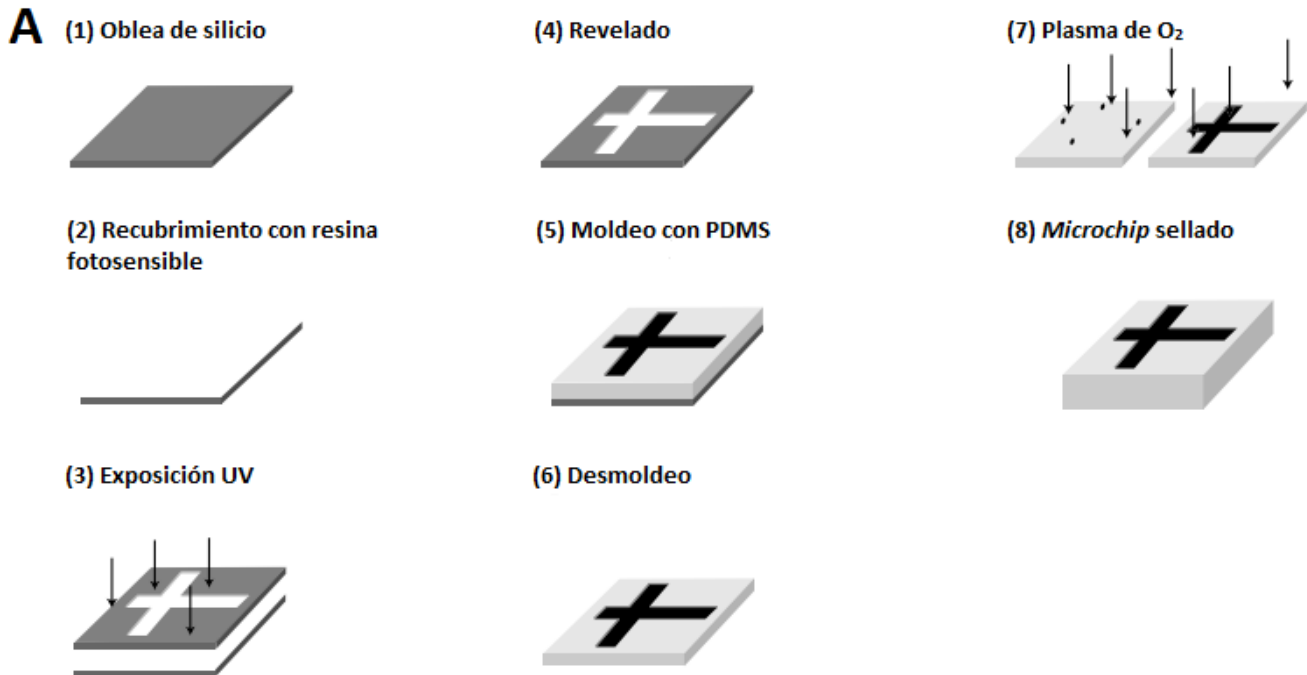 A
(1) Oblea de silicio
(2) Recubrimiento con resina
fotosensible
(3) Exposición UV
(4) Revelado
(5) Moldeo con PDMS
(6) Desmoldeo
(7) Plasma de O₂
(8) Microchip sellado